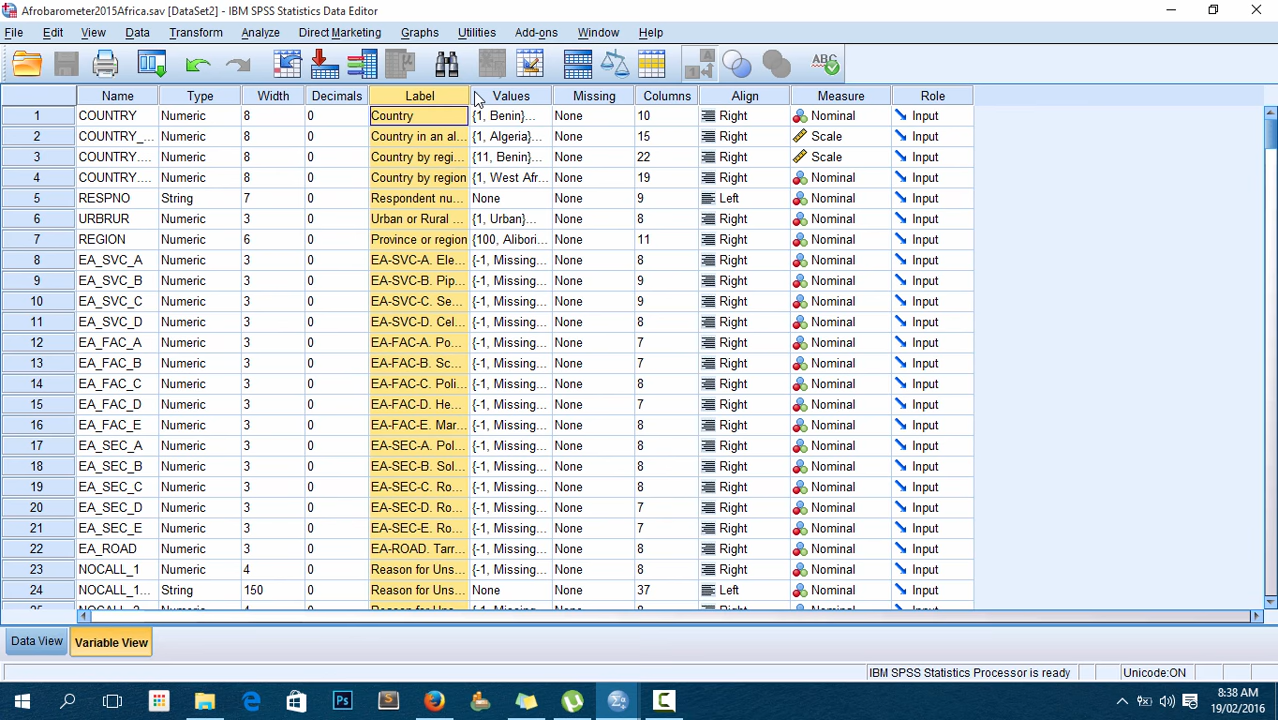 Afrobarometer2015Africa.sav [DataSet2] - IBM SPSS Statistics Data Editor
File Edit View Data Transform Analyze Direct Marketing Graphs Utilities Add-ons Window Help
Name Type Width Decimals Label Values Missing Columns Align Measure Role
1 COUNTRY Numeric 8 0 Country {1, Benin}... None 10 Right Nominal Input
2 COUNTRY_... Numeric 8 0 Country in an al... {1, Algeria}... None 15 Right Scale Input
3 COUNTRY.... Numeric 8 0 Country by regi... {11, Benin}... None 22 Right Scale Input
4 COUNTRY.... Numeric 8 0 Country by region {1, West Afr... None 19 Right Nominal Input
5 RESPNO String 7 0 Respondent nu... None None 9 Left Nominal Input
6 URBRUR Numeric 3 0 Urban or Rural ... {1, Urban}... None 8 Right Nominal Input
7 REGION Numeric 6 0 Province or region {100, Alibori... None 11 Right Nominal Input
8 EA_SVC_A Numeric 3 0 EA-SVC-A. Ele... {-1, Missing... None 8 Right Nominal Input
9 EA_SVC_B Numeric 3 0 EA-SVC-B. Pip... {-1, Missing... None 9 Right Nominal Input
10 EA_SVC_C Numeric 3 0 EA-SVC-C. Se... {-1, Missing... None 9 Right Nominal Input
11 EA_SVC_D Numeric 3 0 EA-SVC-D. Cel... {-1, Missing... None 8 Right Nominal Input
12 EA_FAC_A Numeric 3 0 EA-FAC-A. Po... {-1, Missing... None 7 Right Nominal Input
13 EA_FAC_B Numeric 3 0 EA-FAC-B. Sc... {-1, Missing... None 7 Right Nominal Input
14 EA_FAC_C Numeric 3 0 EA-FAC-C. Poli... {-1, Missing... None 8 Right Nominal Input
15 EA_FAC_D Numeric 3 0 EA-FAC-D. He... {-1, Missing... None 7 Right Nominal Input
16 EA_FAC_E Numeric 3 0 EA-FAC-E. Mar... {-1, Missing... None 8 Right Nominal Input
17 EA_SEC_A Numeric 3 0 EA-SEC-A. Pol... {-1, Missing... None 8 Right Nominal Input
18 EA_SEC_B Numeric 3 0 EA-SEC-B. Sol... {-1, Missing... None 8 Right Nominal Input
19 EA_SEC_C Numeric 3 0 EA-SEC-C. Ro... {-1, Missing... None 7 Right Nominal Input
20 EA_SEC_D Numeric 3 0 EA-SEC-D. Ro... {-1, Missing... None 7 Right Nominal Input
21 EA_SEC_E Numeric 3 0 EA-SEC-E. Ro... {-1, Missing... None 7 Right Nominal Input
22 EA_ROAD Numeric 3 0 EA-ROAD. Tarr... {-1, Missing... None 8 Right Nominal Input
23 NOCALL_1 Numeric 4 0 Reason for Uns... {-1, Missing... None 8 Right Nominal Input
24 NOCALL_1... String 150 0 Reason for Uns... None None 37 Left Nominal Input
Data View Variable View
IBM SPSS Statistics Processor is ready Unicode:ON
8:38 AM
19/02/2016